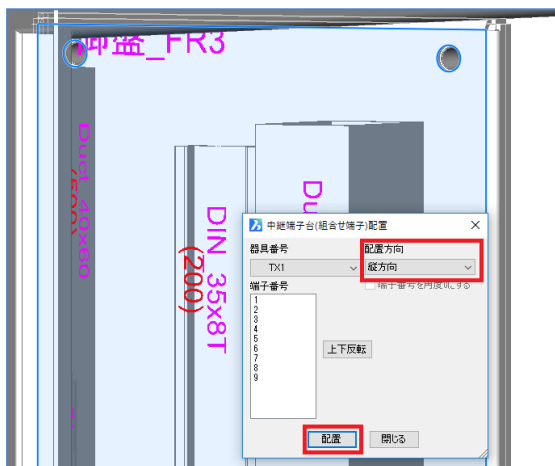 御盤_FR3
Duct 40x60
(500)
DIN 35x8T
(200)
Du
中継端子台(組合せ端子)配置
器具番号
配置方向
TX1
縦方向
端子番号
端子番号を角度0にする
1
2
3
4
5
6
7
8
9
上下反転
配置
閉じる